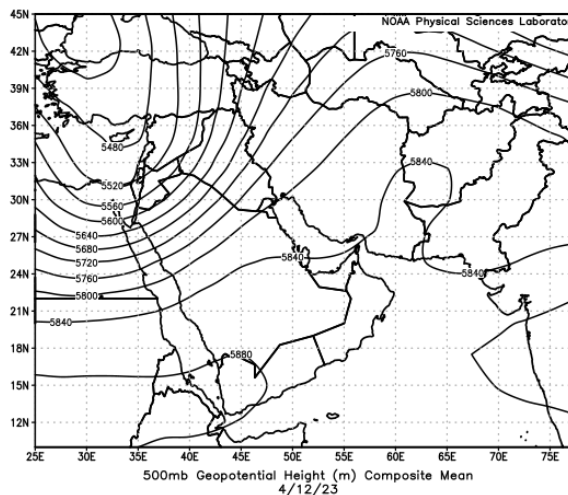 NOAA Physical Sciences Laborator
45N
42N
39N
36N
33N
30N
27N
24N
21N
18N
15N
12N
5760
5800
5480
5840
5520
5560
5600
5640
5680
5720
5760
5800
5840
5840
5840
5880
25E 30E 35E 40E 45E 50E 55E 60E 65E 70E 75E
500mb Geopotential Height (m) Composite Mean
4/12/23